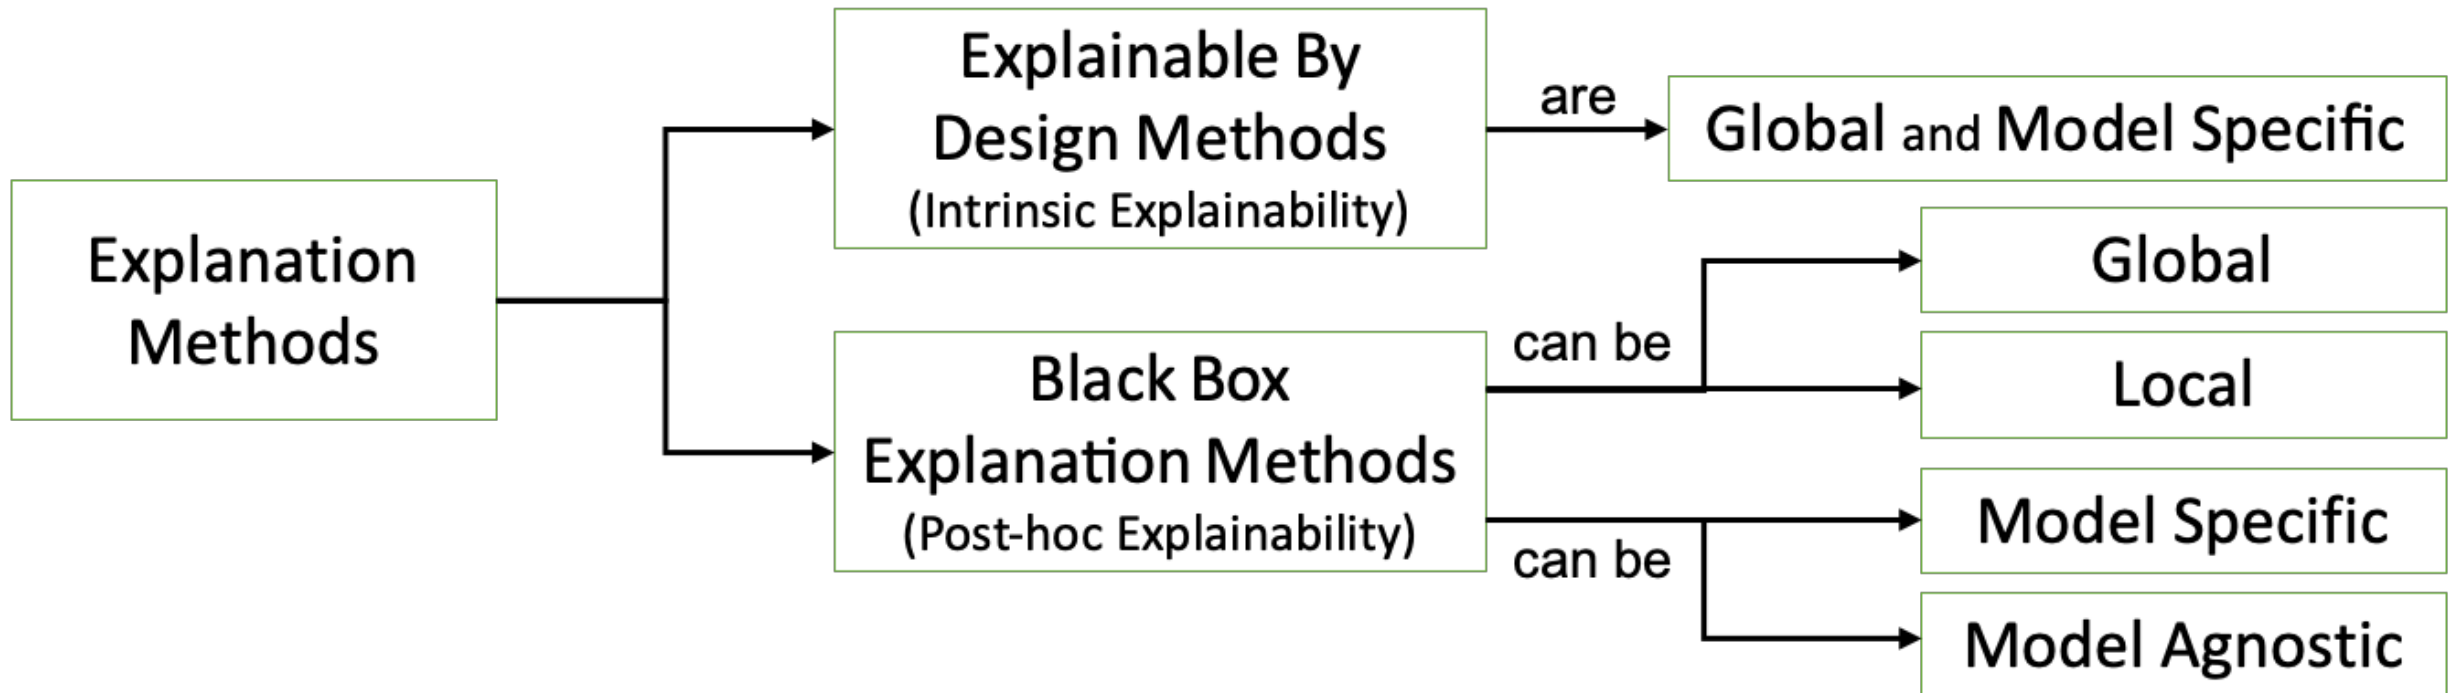 Explanation
Methods
Explainable By
Design Methods
(Intrinsic Explainability)
are
Global and Model Specific
Black Box
Explanation Methods
(Post-hoc Explainability)
can be
Global
Local
can be
Model Specific
Model Agnostic